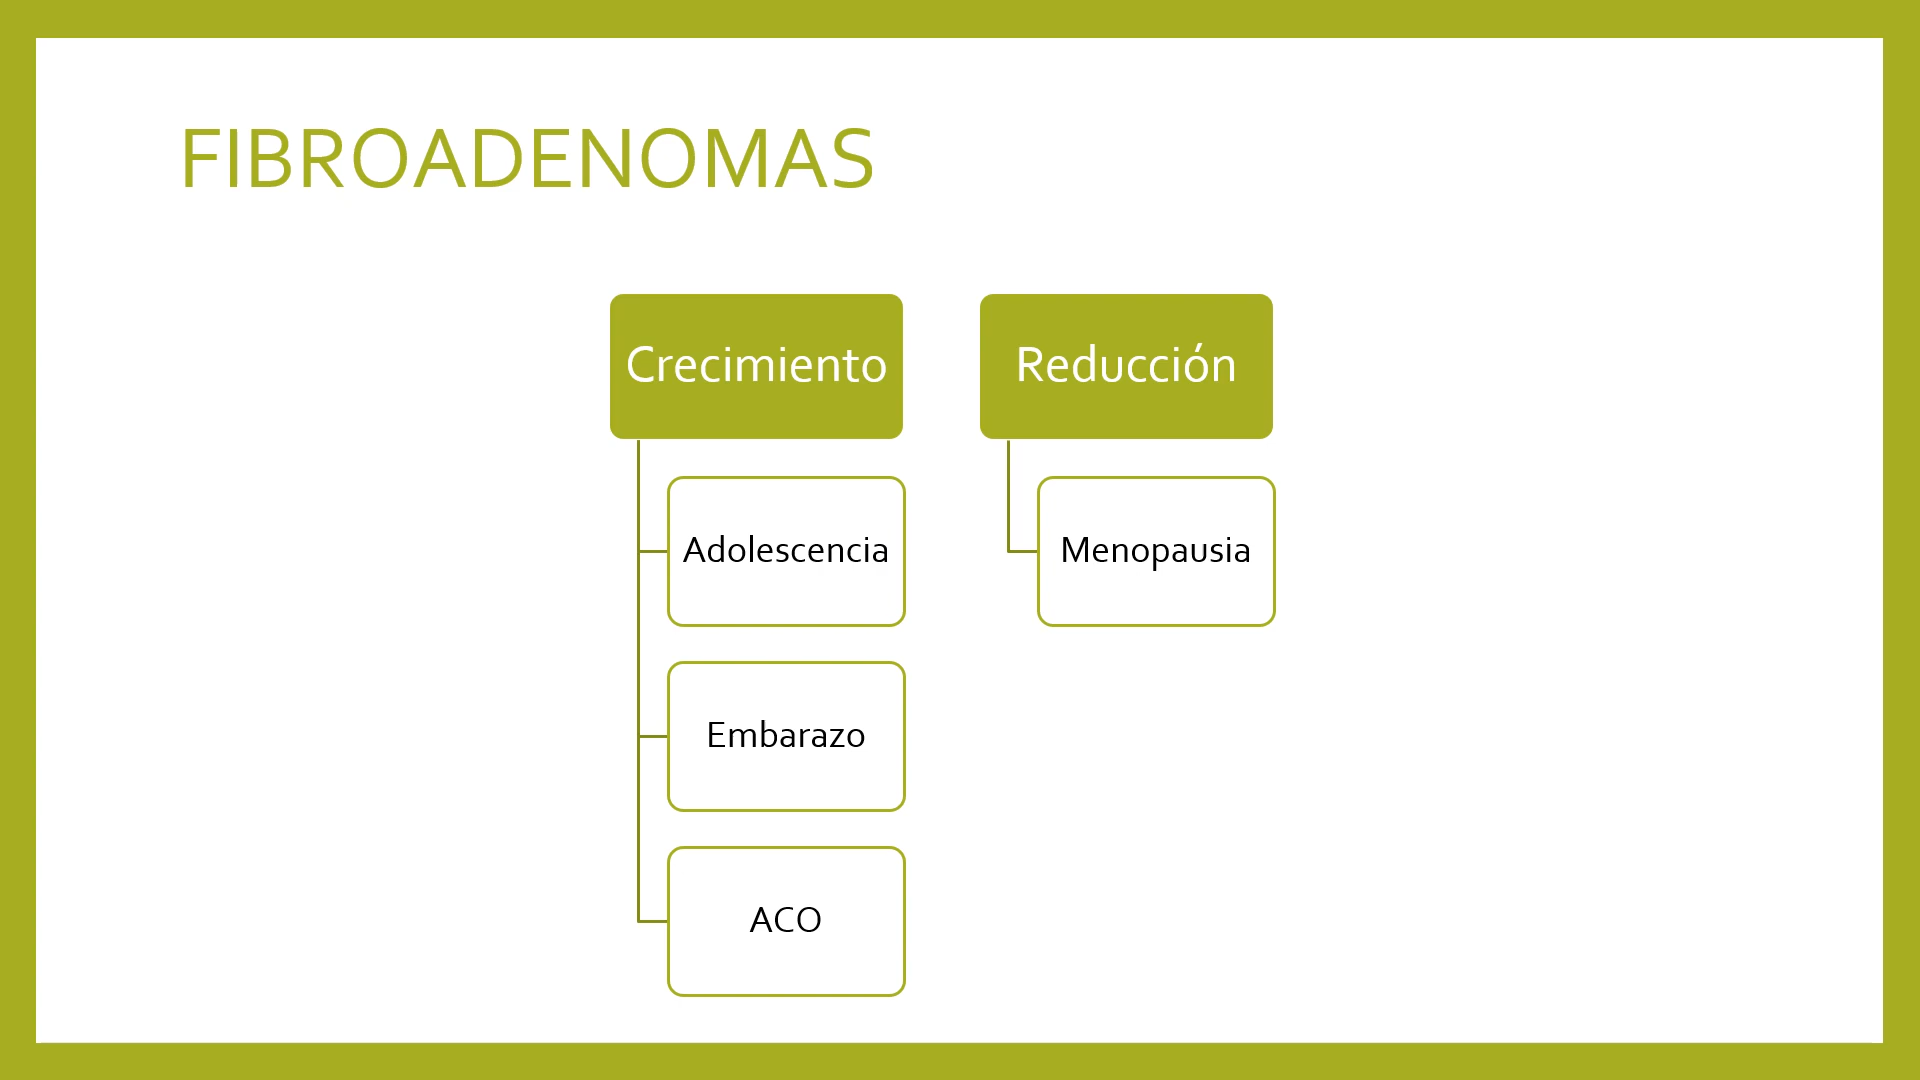 FIBROADENOMAS
Crecimiento
Adolescencia
Embarazo
ACO
Reducción
Menopausia